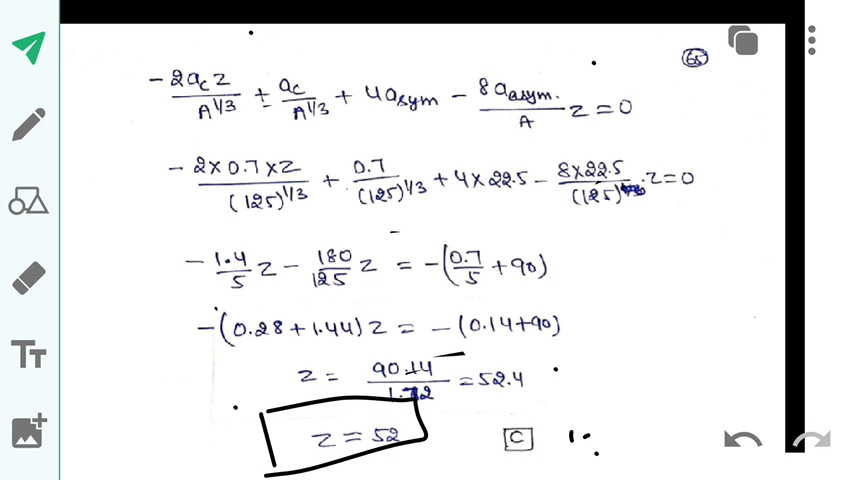 65
- 2a_c z / A^1/3 ± a_c / A^1/3 + 4a_sym - 8a_asym. / A z = 0
- 2 × 0.7 × z / (125)^1/3 + 0.7 / (125)^1/3 + 4 × 22.5 - 8 × 22.5 / (125) . z = 0
- 1.4 / 5 z - 180 / 125 z = - (0.7 / 5 + 90)
- (0.28 + 1.44) z = - (0.14 + 90)
z = 90.14 / 1.72 = 52.4
z = 52 C
TT